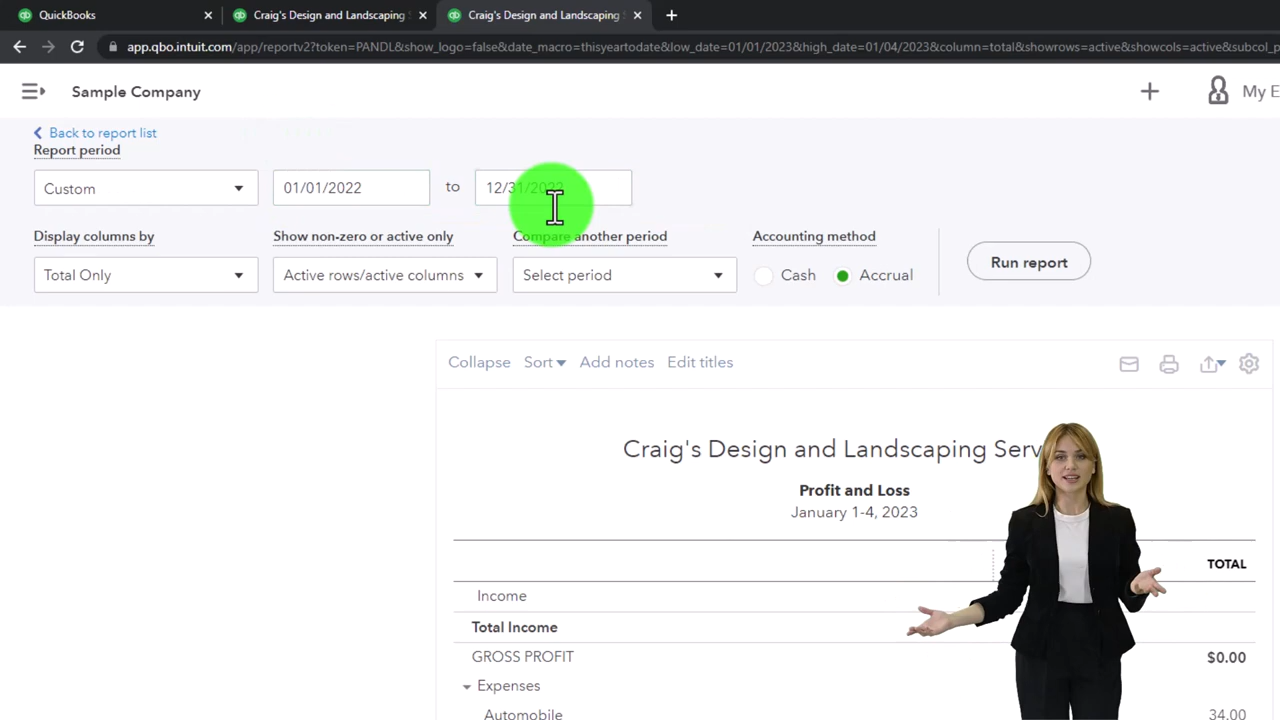 QuickBooks
Craig's Design and Landscaping S
Craig's Design and Landscaping S
app.qbo.intuit.com/app/reportv2?token=PANDL&show_logo=false&date_macro=thisyeartodate&low_date=01/01/2023&high_date=01/04/2023&column=total&showrows=active&showcols=active&subcol_p
Sample Company
My E
Back to report list
Report period
Custom 01/01/2022 to 12/31/2022
Display columns by Show non-zero or active only Compare another period Accounting method
Total Only Active rows/active columns Select period Cash Accrual Run report
Collapse Sort Add notes Edit titles
Craig's Design and Landscaping Serv
Profit and Loss
January 1-4, 2023
TOTAL
Income
Total Income
GROSS PROFIT $0.00
Expenses
Automobile 34.00